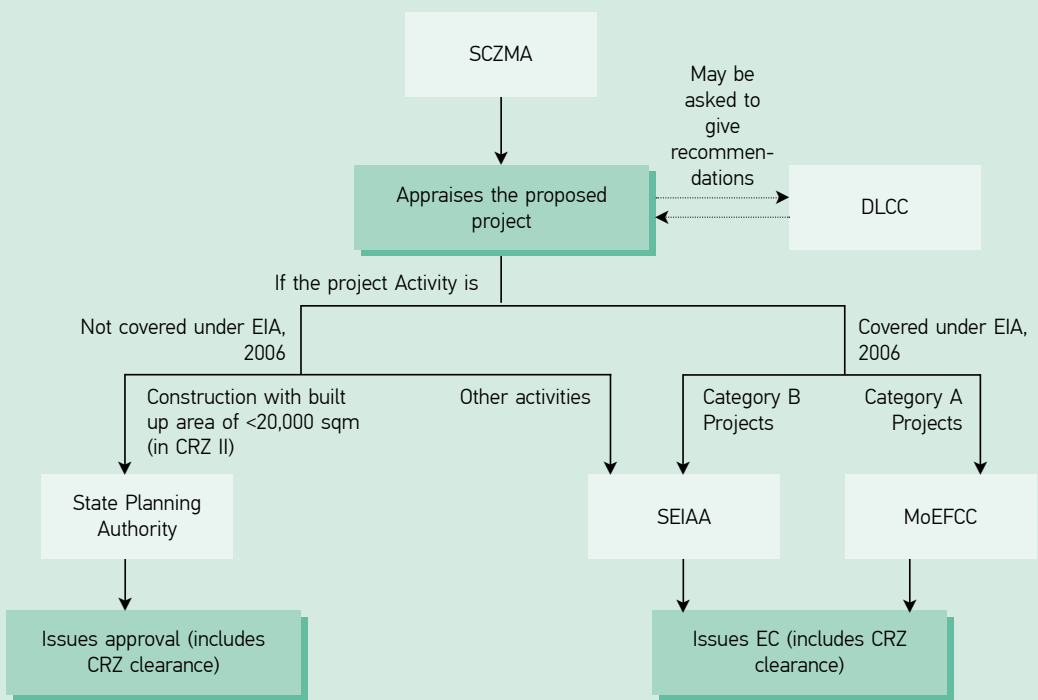 SCZMA
May be
asked to
give
recommen-
dations
Appraises the proposed
project
DLCC
If the project Activity is
Not covered under EIA,
2006
Covered under EIA,
2006
Construction with built
up area of <20,000 sqm
(in CRZ II)
Other activities
Category B
Projects
Category A
Projects
State Planning
Authority
SEIAA
MoEFCC
Issues approval (includes
CRZ clearance)
Issues EC (includes CRZ
clearance)